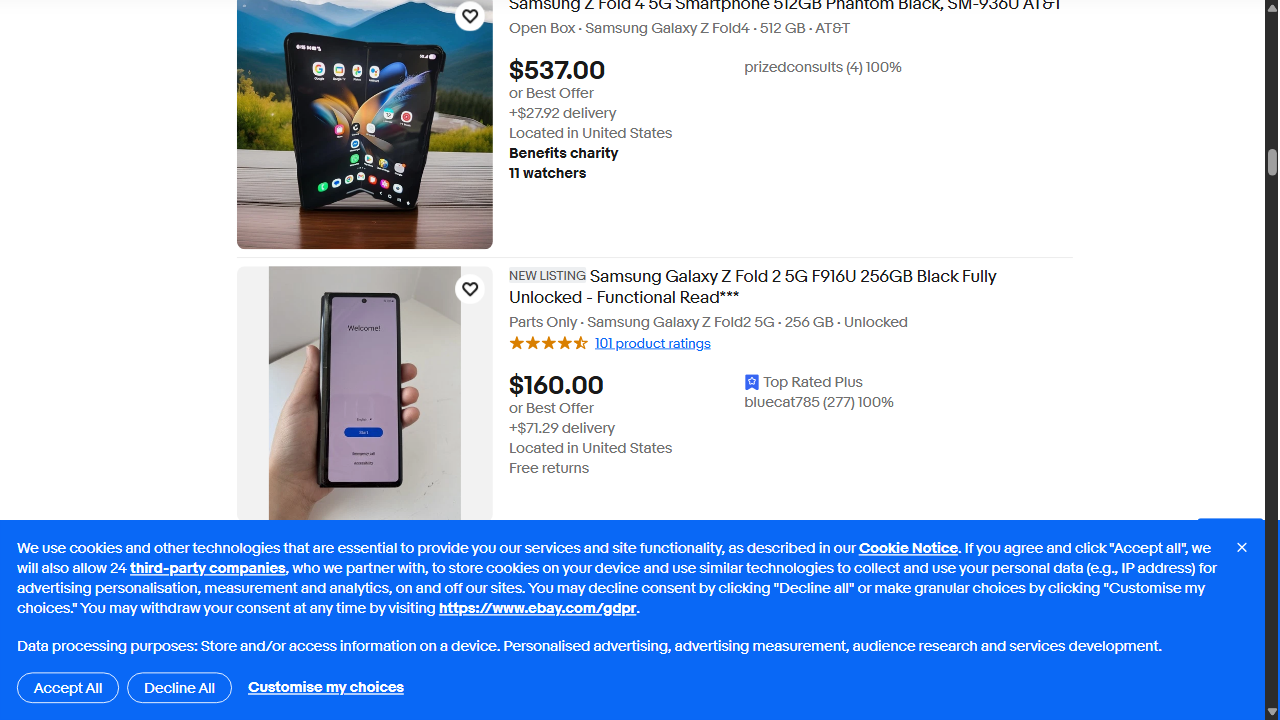 Samsung Z Fold 4 5G Smartphone 512GB Phantom Black, SM-936U AT&T
Open Box · Samsung Galaxy Z Fold4 · 512 GB · AT&T
$537.00
or Best Offer
+$27.92 delivery
Located in United States
Benefits charity
11 watchers
prizedconsults (4) 100%
NEW LISTING Samsung Galaxy Z Fold 2 5G F916U 256GB Black Fully
Unlocked - Functional Read***
Parts Only · Samsung Galaxy Z Fold2 5G · 256 GB · Unlocked
101 product ratings
$160.00
or Best Offer
+$71.29 delivery
Located in United States
Free returns
Top Rated Plus
bluecat785 (277) 100%
Welcome!
Start
We use cookies and other technologies that are essential to provide you our services and site functionality, as described in our Cookie Notice. If you agree and click "Accept all", we
will also allow 24 third-party companies, who we partner with, to store cookies on your device and use similar technologies to collect and use your personal data (e.g., IP address) for
advertising personalisation, measurement and analytics, on and off our sites. You may decline consent by clicking "Decline all" or make granular choices by clicking "Customise my
choices." You may withdraw your consent at any time by visiting https://www.ebay.com/gdpr.
Data processing purposes: Store and/or access information on a device. Personalised advertising, advertising measurement, audience research and services development.
Accept All
Decline All
Customise my choices